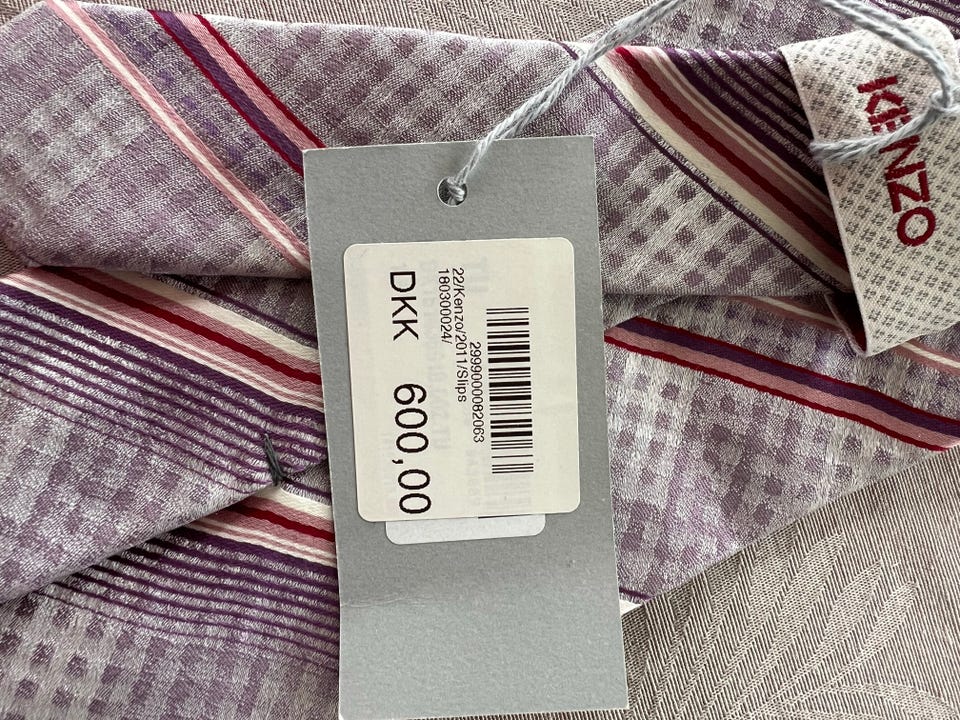 KENZO
2999000082063
22/Kenzo/2011/Slips
180300024/
DKK 600,00